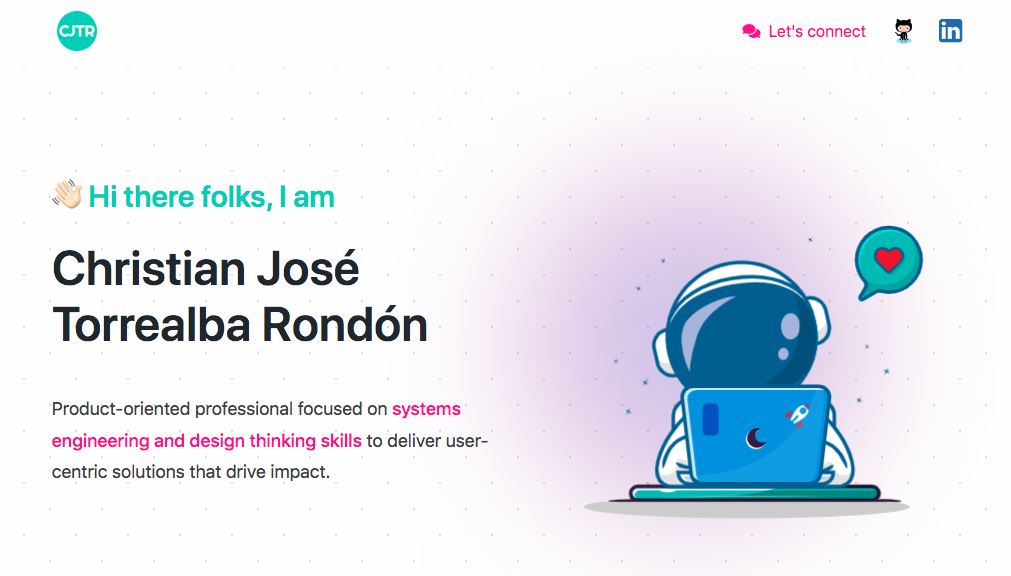 CJTR
Let's connect
in
Hi there folks, I am
Christian José
Torrealba Rondón
Product-oriented professional focused on systems
engineering and design thinking skills to deliver user-
centric solutions that drive impact.